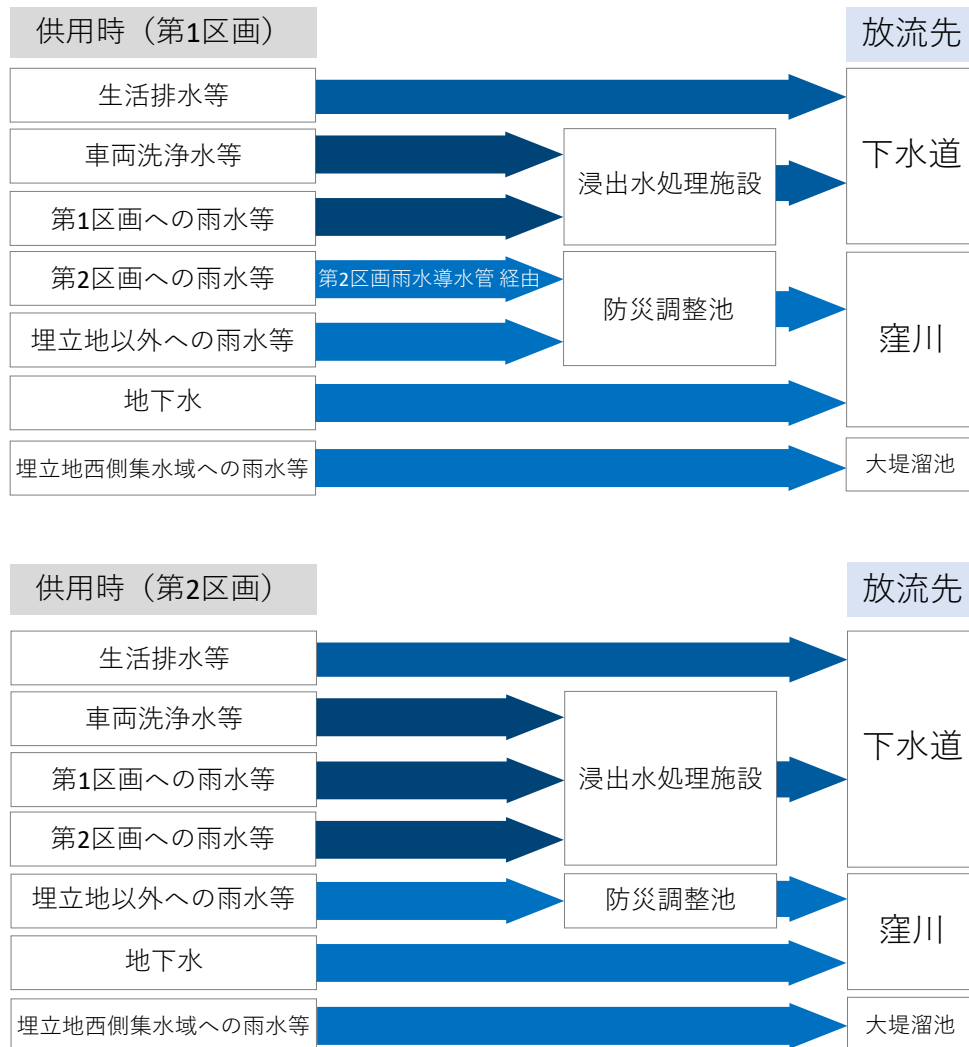 供用時（第1区画）
放流先
生活排水等
車両洗浄水等
第1区画への雨水等
第2区画への雨水等
埋立地以外への雨水等
地下水
埋立地西側集水域への雨水等
第2区画雨水導水管 経由
浸出水処理施設
防災調整池
下水道
窪川
大堤溜池
供用時（第2区画）
放流先
生活排水等
車両洗浄水等
第1区画への雨水等
第2区画への雨水等
埋立地以外への雨水等
地下水
埋立地西側集水域への雨水等
浸出水処理施設
防災調整池
下水道
窪川
大堤溜池